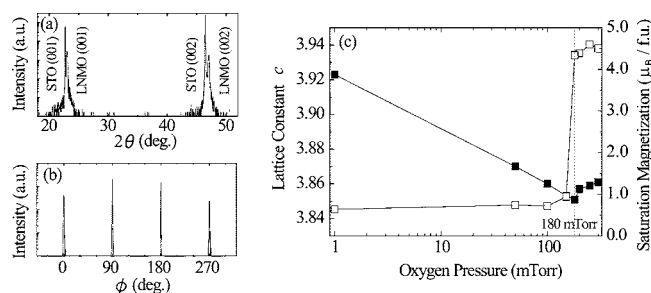 (a)
Intensity (a.u.)
STO (001)
LNMO (001)
STO (002)
LNMO (002)
20 30 40 50
2θ (deg.)
(b)
Intensity (a.u.)
0 90 180 270
ϕ (deg.)
(c)
Lattice Constant c
3.94
3.92
3.90
3.88
3.86
3.84
5.0
4.0
3.0
2.0
1.0
0.0
Saturation Magnetization (μB / f.u.)
180 mTorr
1 10 100
Oxygen Pressure (mTorr)